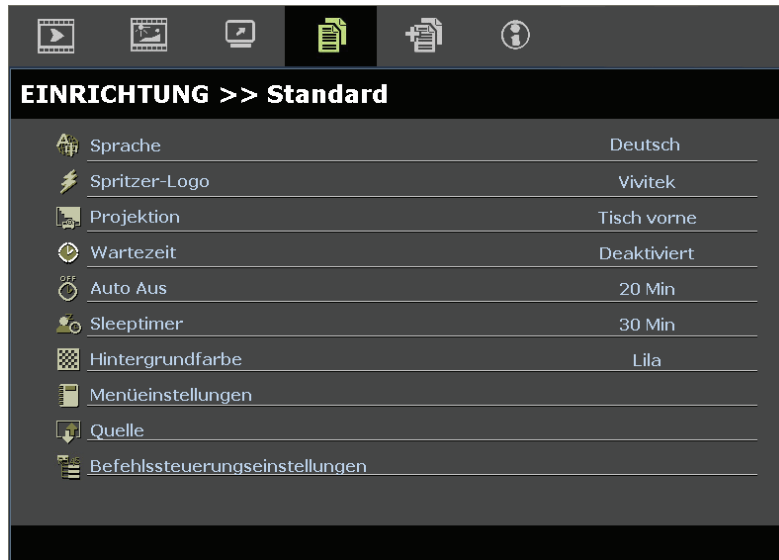 EINRICHTUNG >> Standard
Sprache Deutsch
Spritzer-Logo Vivitek
Projektion Tisch vorne
Wartezeit Deaktiviert
OFF
Auto Aus 20 Min
Sleeptimer 30 Min
Hintergrundfarbe Lila
Menüeinstellungen
Quelle
Befehlssteuerungseinstellungen